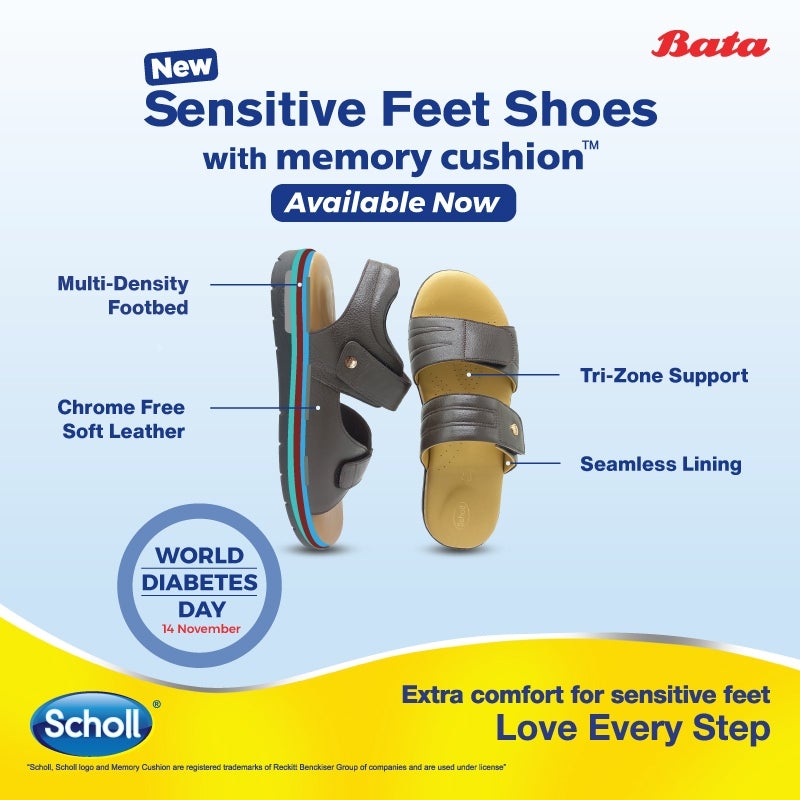 Bata
New
Sensitive Feet Shoes
with memory cushion™
Available Now
Multi-Density
Footbed
Chrome Free
Soft Leather
Tri-Zone Support
Seamless Lining
Scholl
WORLD
DIABETES
DAY
14 November
Extra comfort for sensitive feet
Love Every Step
Scholl®
"Scholl, Scholl logo and Memory Cushion are registered trademarks of Reckitt Benckiser Group of companies and are used under license"